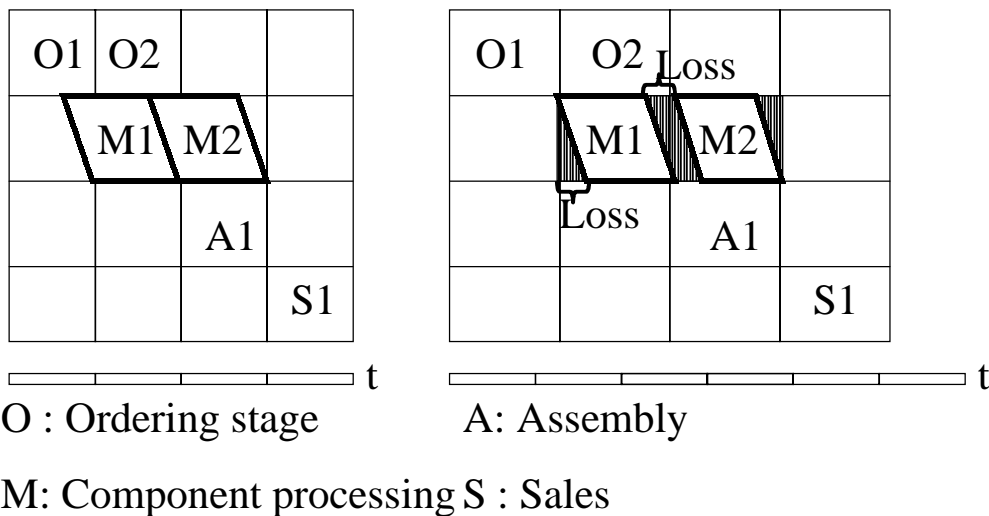 O1 O2
M1 M2
A1
S1
t
O1 O2 Loss
M1 M2
Loss
A1
S1
t
O : Ordering stage
A: Assembly
M: Component processing
S : Sales